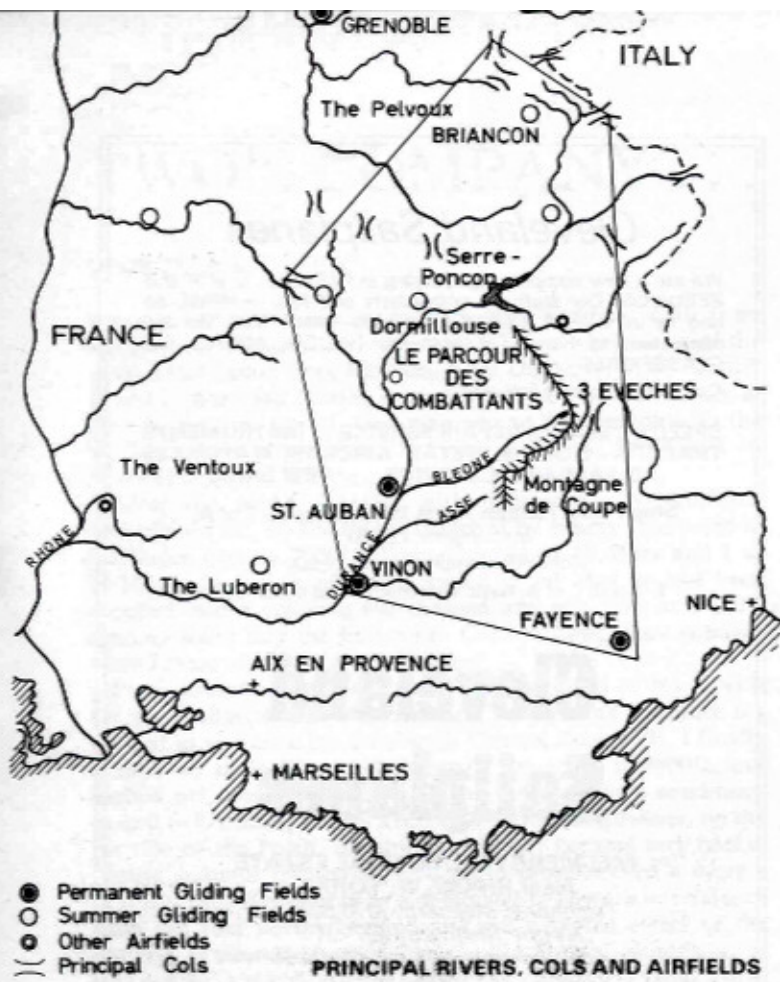 GRENOBLE
ITALY
The Pelvoux
BRIANCON
Serre-
Poncon
FRANCE
Dormillouse
LE PARCOUR
DES
COMBATTANTS
3 EVECHES
The Ventoux
BLEONE
Montagne
de Coupe
ST. AUBAN
ASSE
RHONE
DURANCE
VINON
The Luberon
NICE +
FAYENCE
AIX EN PROVENCE
+
+ MARSEILLES
Permanent Gliding Fields
Summer Gliding Fields
Other Airfields
Principal Cols
PRINCIPAL RIVERS, COLS AND AIRFIELDS